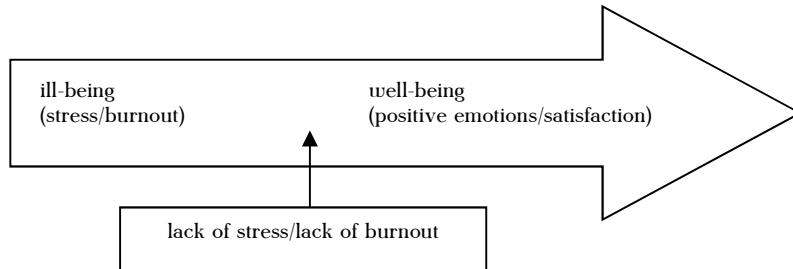 ill-being
(stress/burnout)
well-being
(positive emotions/satisfaction)
lack of stress/lack of burnout